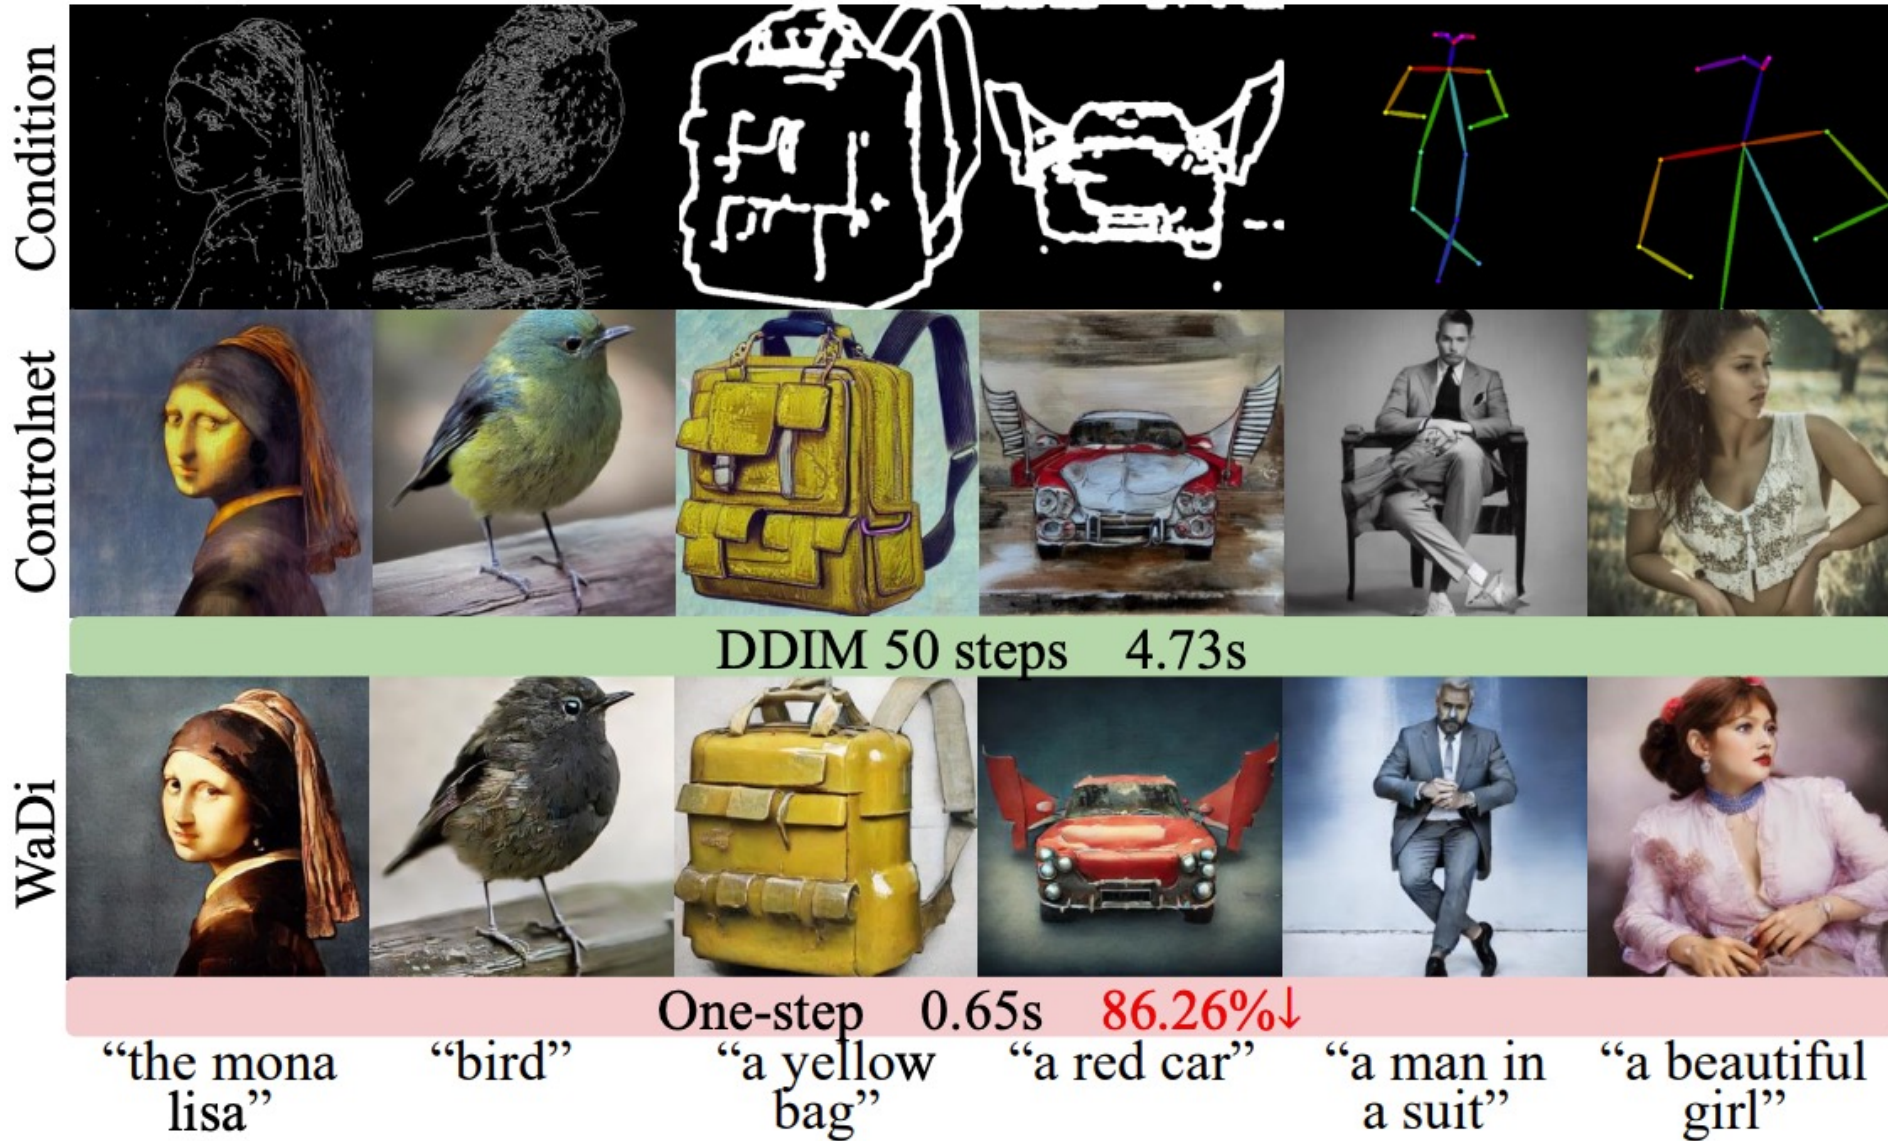 Condition
Controlnet
DDIM 50 steps 4.73s
WaDi
One-step 0.65s 86.26%↓
“the mona lisa”
“bird”
“a yellow bag”
“a red car”
“a man in a suit”
“a beautiful girl”